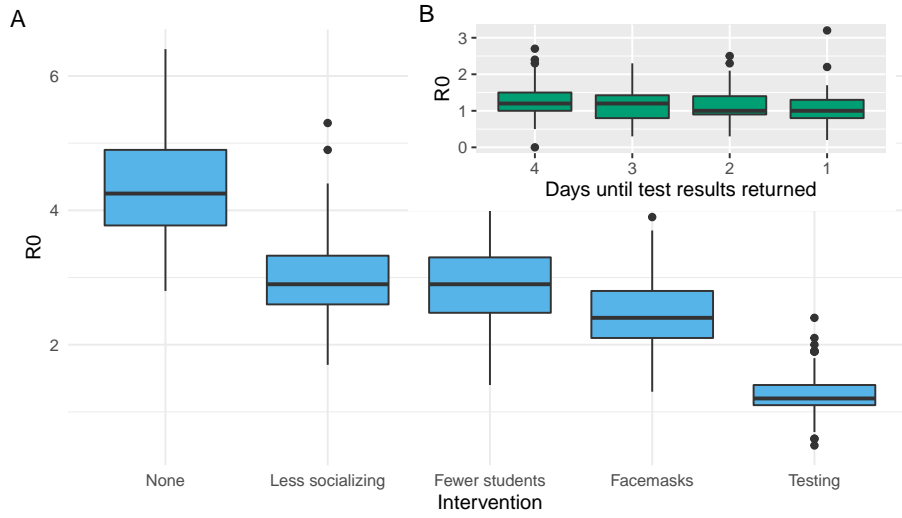 A
B
R0
3
2
1
0
4 3 2 1
Days until test results returned
R0
6
4
2
None Less socializing Fewer students Facemasks Testing
Intervention